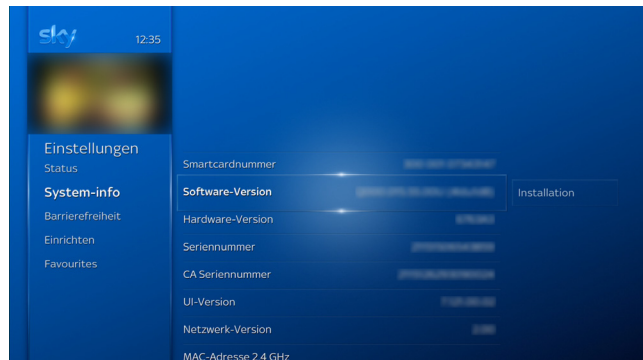 sky
12:35
Einstellungen
Status
System-info
Barrierefreiheit
Einrichten
Favourites
Smartcardnummer
Software-Version
Installation
Hardware-Version
Seriennummer
CA Seriennummer
UI-Version
Netzwerk-Version
MAC-Adresse 2.4 GHz